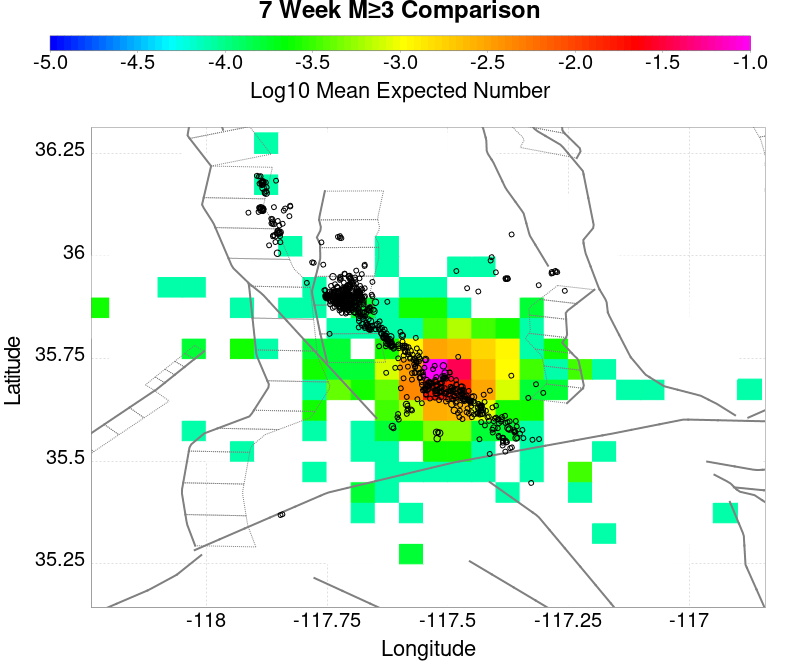 7 Week M≥3 Comparison
-5.0 -4.5 -4.0 -3.5 -3.0 -2.5 -2.0 -1.5 -1.0
Log10 Mean Expected Number
36.25
36
35.75
35.5
35.25
Latitude
-118 -117.75 -117.5 -117.25 -117
Longitude